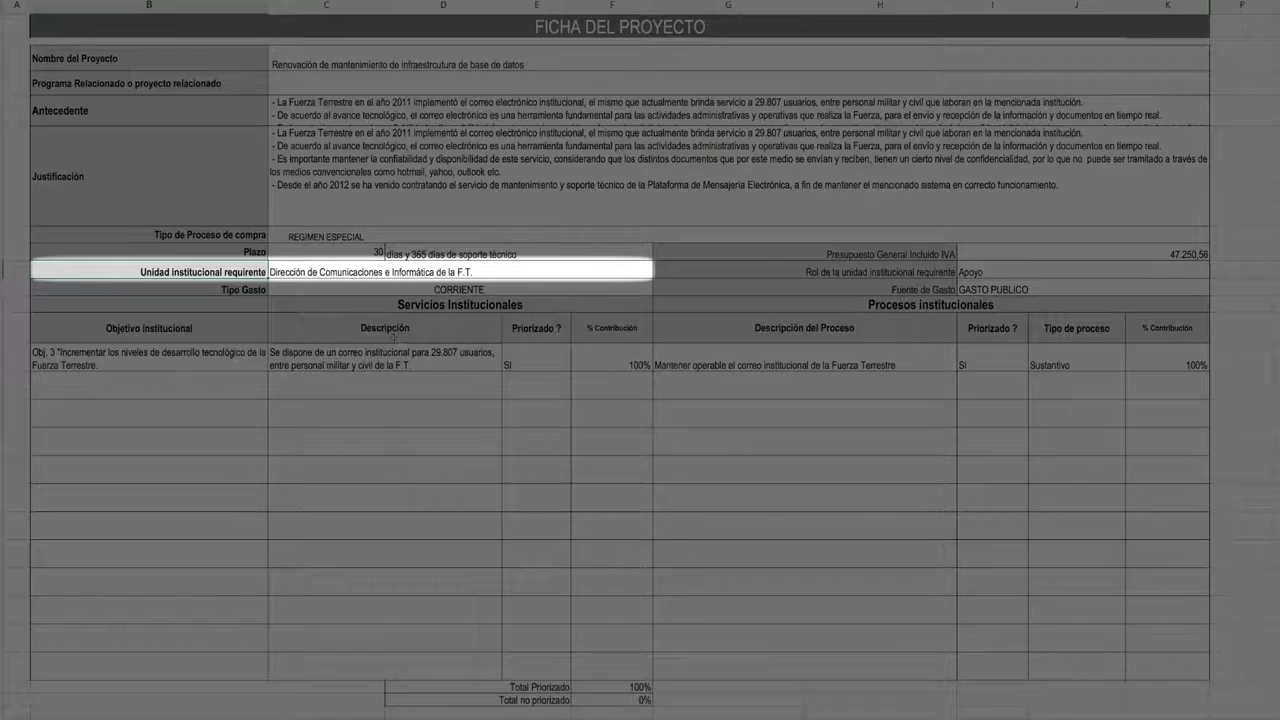 A B C D E F G H I J K P
FICHA DEL PROYECTO
Nombre del Proyecto
Renovación de mantenimiento de infraestrcutura de base de datos
Programa Relacionado o proyecto relacionado
Antecedente
- La Fuerza Terrestre en el año 2011 implementó el correo electrónico institucional, el mismo que actualmente brinda servicio a 29.807 usuarios, entre personal militar y civil que laboran en la mencionada institución.
- De acuerdo al avance tecnológico, el correo electrónico es una herramienta fundamental para las actividades administrativas y operativas que realiza la Fuerza, para el envío y recepción de la información y documentos en tiempo real.
Justificación
- La Fuerza Terrestre en el año 2011 implementó el correo electrónico institucional, el mismo que actualmente brinda servicio a 29.807 usuarios, entre personal militar y civil que laboran en la mencionada institución.
- De acuerdo al avance tecnológico, el correo electrónico es una herramienta fundamental para las actividades administrativas y operativas que realiza la Fuerza, para el envío y recepción de la información y documentos en tiempo real.
- Es importante mantener la confiabilidad y disponibilidad de este servicio, considerando que los distintos documentos que por este medio se envían y reciben, tienen un cierto nivel de confidencialidad, por lo que no puede ser tramitado a través de
los medios convencionales como hotmail, yahoo, outlook etc.
- Desde el año 2012 se ha venido contratando el servicio de mantenimiento y soporte técnico de la Plataforma de Mensajería Electrónica, a fin de mantener el mencionado sistema en correcto funcionamiento.
Tipo de Proceso de compra REGIMEN ESPECIAL
Plazo 30 días y 365 días de soporte técnico Presupuesto General Incluido IVA 47.250,56
Unidad institucional requirente Dirección de Comunicaciones e Informática de la F.T. Rol de la unidad institucional requirente Apoyo
Tipo Gasto CORRIENTE Fuente de Gasto GASTO PUBLICO
Servicios Institucionales Procesos institucionales
Objetivo institucional Descripción Priorizado ? % Contribución Descripción del Proceso Priorizado ? Tipo de proceso % Contribución
Obj. 3 "Incrementar los niveles de desarrollo tecnológico de la Se dispone de un correo institucional para 29.807 usuarios,
Fuerza Terrestre. entre personal militar y civil de la F.T. SI 100% Mantener operable el correo institucional de la Fuerza Terrestre SI Sustantivo 100%
Total Priorizado 100%
Total no priorizado 0%